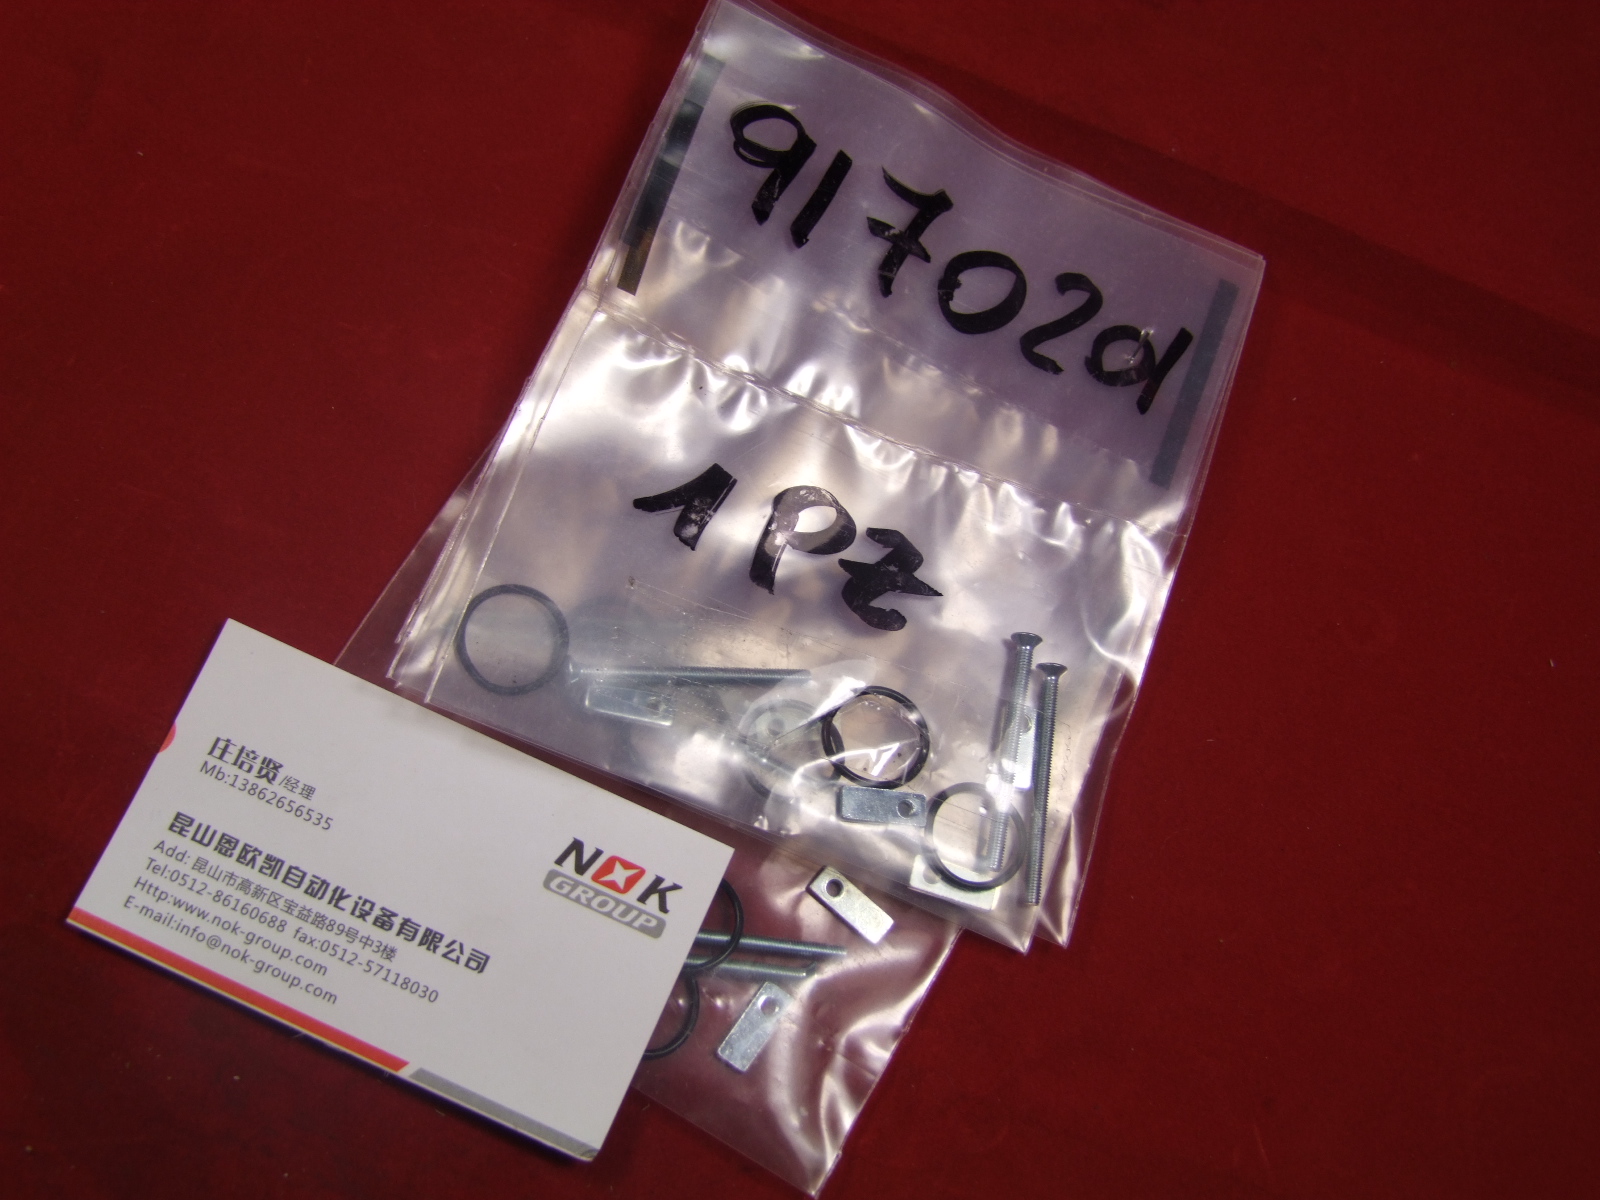 917020
1 PZ
庄培贤/经理
Mb:13862656535
昆山恩欧凯自动化设备有限公司
Add: 昆山市高新区宝益路89号中3楼
Tel:0512-86160688 fax:0512-57118030
Http:www.nok-group.com
E-mail:info@nok-group.com
NOK
GROUP